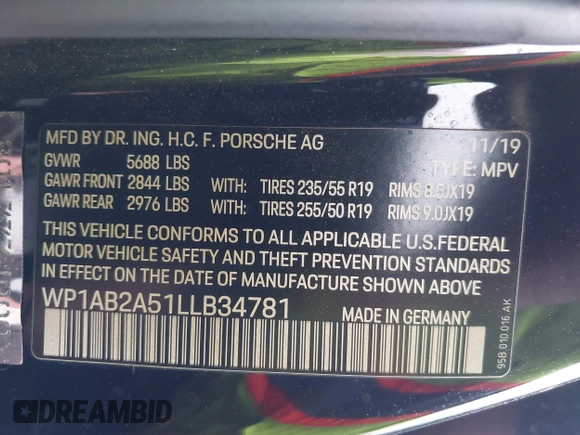 MFD BY DR. ING. H.C. F. PORSCHE AG 11/19
GVWR 5688 LBS TYPE: MPV
GAWR FRONT 2844 LBS WITH: TIRES 235/55 R19 RIMS 8.5JX19
GAWR REAR 2976 LBS WITH: TIRES 255/50 R19 RIMS 9.0JX19
THIS VEHICLE CONFORMS TO ALL APPLICABLE U.S.FEDERAL
MOTOR VEHICLE SAFETY AND THEFT PREVENTION STANDARDS
IN EFFECT ON THE DATE OF MANUFACTURE SHOWN ABOVE.
WP1AB2A51LLB34781 MADE IN GERMANY
95B.010.016.AK
DREAMBID